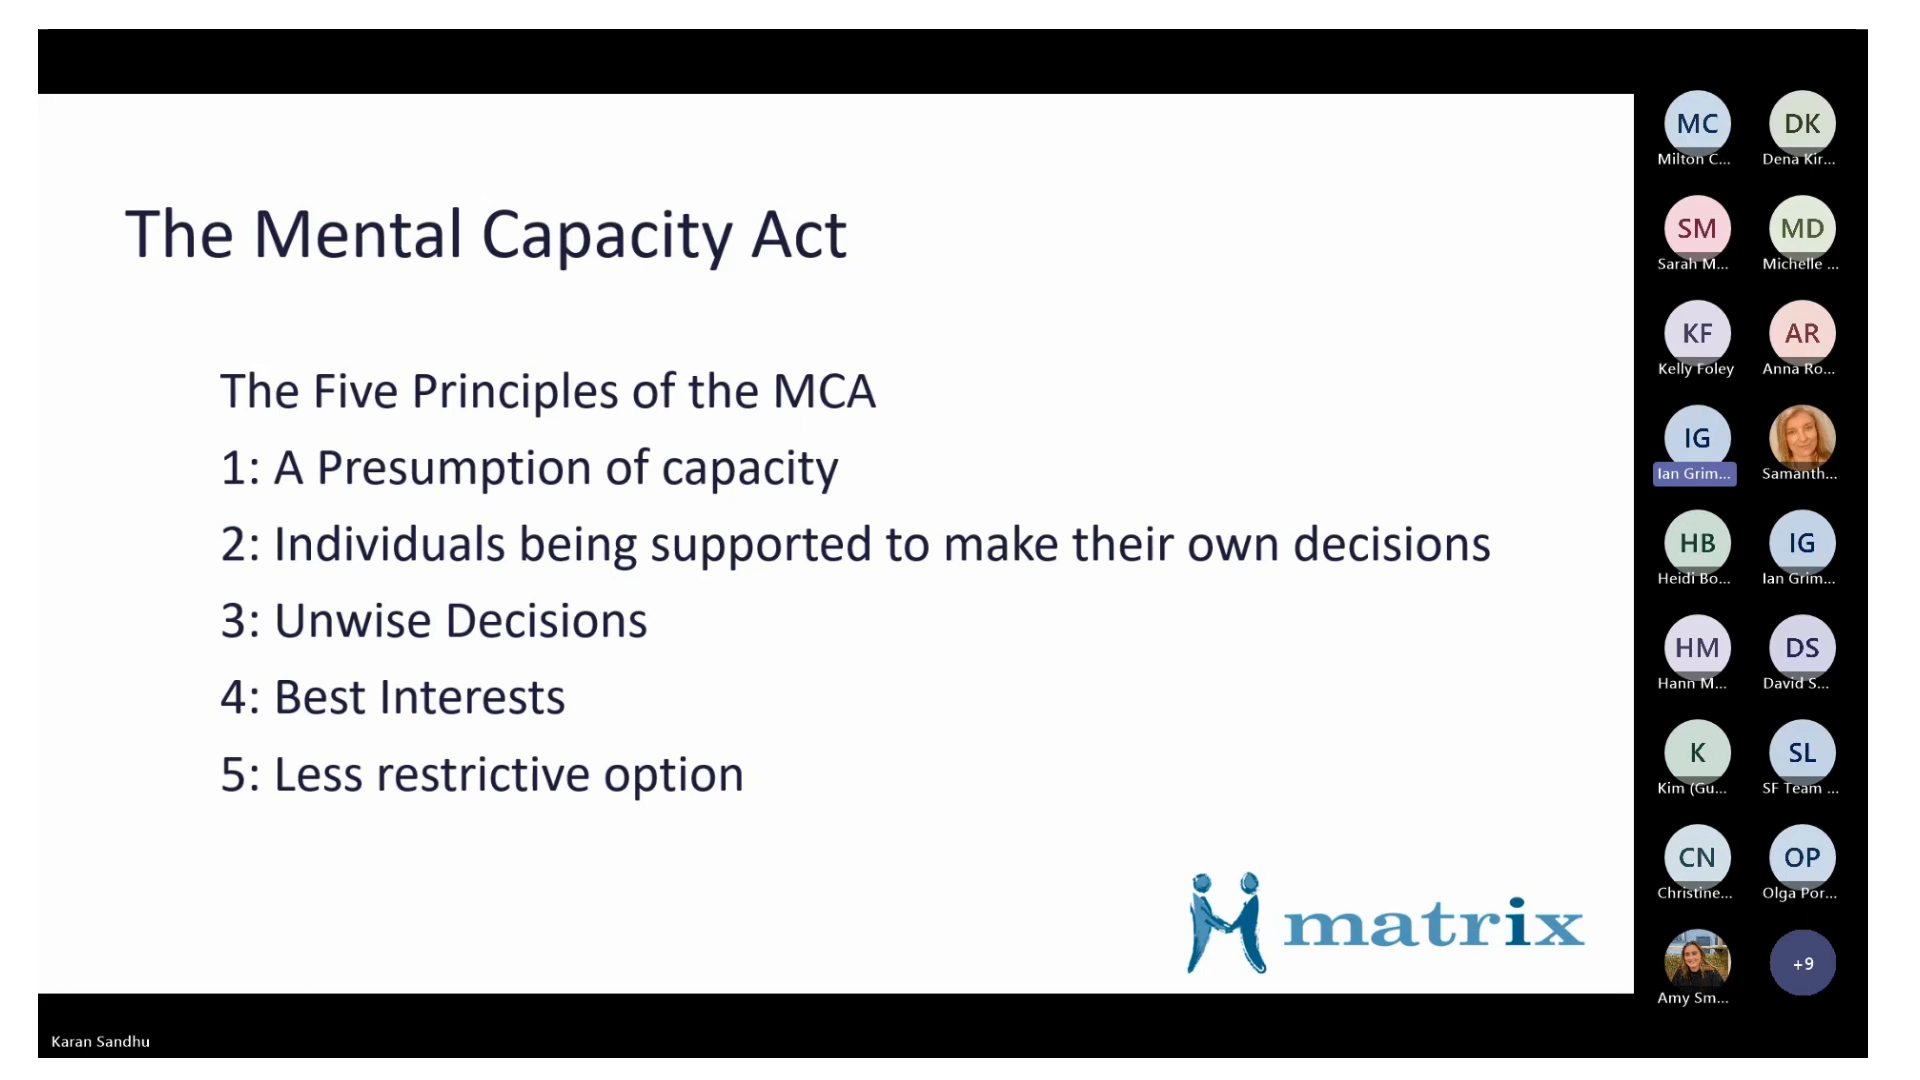 The Mental Capacity Act
The Five Principles of the MCA
1: A Presumption of capacity
2: Individuals being supported to make their own decisions
3: Unwise Decisions
4: Best Interests
5: Less restrictive option
matrix
Karan Sandhu
MC
DK
Milton C...
Dena Kir...
SM
MD
Sarah M...
Michelle ...
KF
AR
Kelly Foley
Anna Ro...
IG
Ian Grim...
Samanth...
HB
IG
Heidi Bo...
Ian Grim...
HM
DS
Hann M...
David S...
K
SL
Kim (Gu...
SF Team ...
CN
OP
Christine...
Olga Por...
+9
Amy Sm...